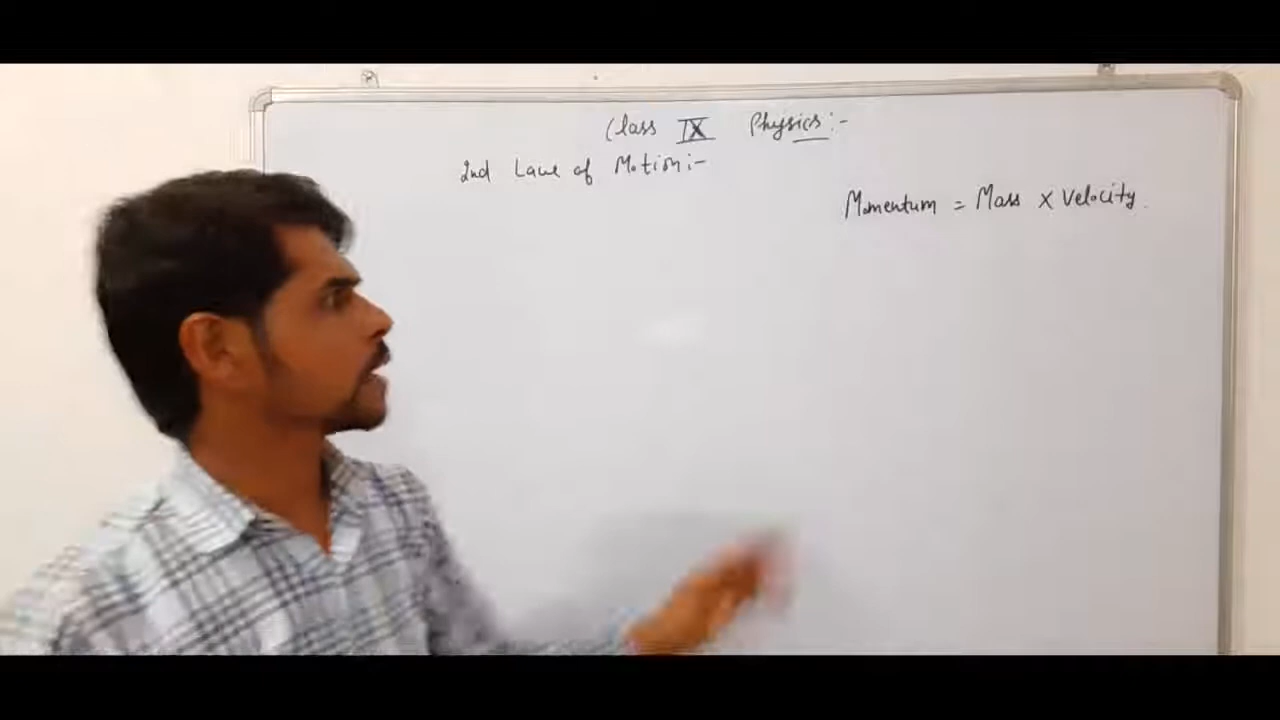 Class IX Physics:-
2nd Law of Motion:-
Momentum = Mass X Velocity.